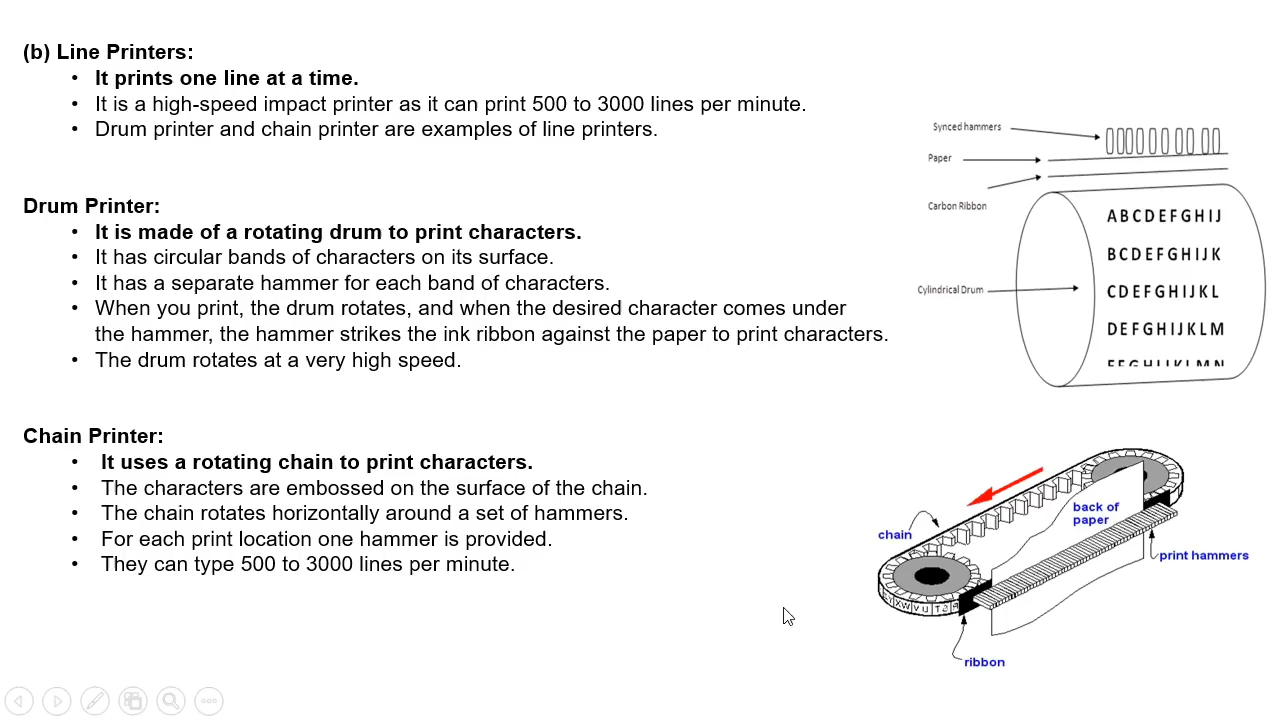 (b) Line Printers:
• It prints one line at a time.
• It is a high-speed impact printer as it can print 500 to 3000 lines per minute.
• Drum printer and chain printer are examples of line printers.
Drum Printer:
• It is made of a rotating drum to print characters.
• It has circular bands of characters on its surface.
• It has a separate hammer for each band of characters.
• When you print, the drum rotates, and when the desired character comes under
the hammer, the hammer strikes the ink ribbon against the paper to print characters.
• The drum rotates at a very high speed.
Chain Printer:
• It uses a rotating chain to print characters.
• The characters are embossed on the surface of the chain.
• The chain rotates horizontally around a set of hammers.
• For each print location one hammer is provided.
• They can type 500 to 3000 lines per minute.
Synced hammers
Paper
Carbon Ribbon
Cylindrical Drum
A B C D E F G H I J
B C D E F G H I J K
C D E F G H I J K L
D E F G H I J K L M
E F G H I J K L M N
chain
back of
paper
print hammers
ribbon